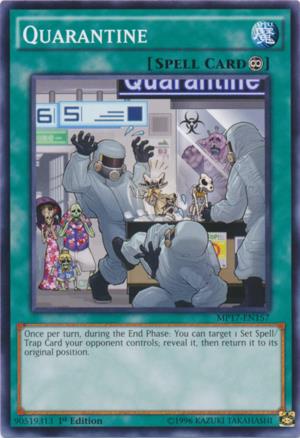 QUARANTINE
[SPELL CARD∞]
Quarantine
6 5
MP17-EN157
Once per turn, during the End Phase: You can target 1 Set Spell/
Trap Card your opponent controls; reveal it, then return it to its
original position.
90519313 1st Edition ©1996 KAZUKI TAKAHASHI